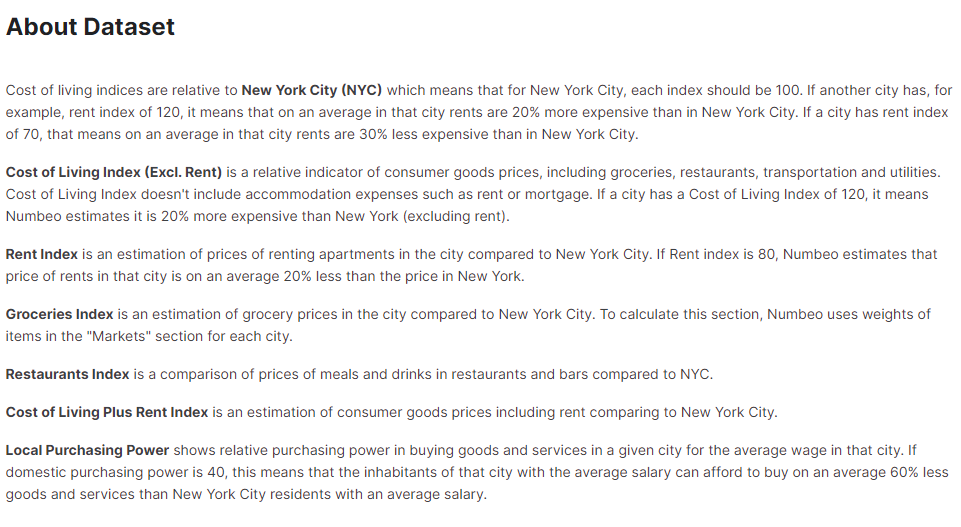 About Dataset
Cost of living indices are relative to New York City (NYC) which means that for New York City, each index should be 100. If another city has, for
example, rent index of 120, it means that on an average in that city rents are 20% more expensive than in New York City. If a city has rent index
of 70, that means on an average in that city rents are 30% less expensive than in New York City.
Cost of Living Index (Excl. Rent) is a relative indicator of consumer goods prices, including groceries, restaurants, transportation and utilities.
Cost of Living Index doesn't include accommodation expenses such as rent or mortgage. If a city has a Cost of Living Index of 120, it means
Numbeo estimates it is 20% more expensive than New York (excluding rent).
Rent Index is an estimation of prices of renting apartments in the city compared to New York City. If Rent index is 80, Numbeo estimates that
price of rents in that city is on an average 20% less than the price in New York.
Groceries Index is an estimation of grocery prices in the city compared to New York City. To calculate this section, Numbeo uses weights of
items in the "Markets" section for each city.
Restaurants Index is a comparison of prices of meals and drinks in restaurants and bars compared to NYC.
Cost of Living Plus Rent Index is an estimation of consumer goods prices including rent comparing to New York City.
Local Purchasing Power shows relative purchasing power in buying goods and services in a given city for the average wage in that city. If
domestic purchasing power is 40, this means that the inhabitants of that city with the average salary can afford to buy on an average 60% less
goods and services than New York City residents with an average salary.